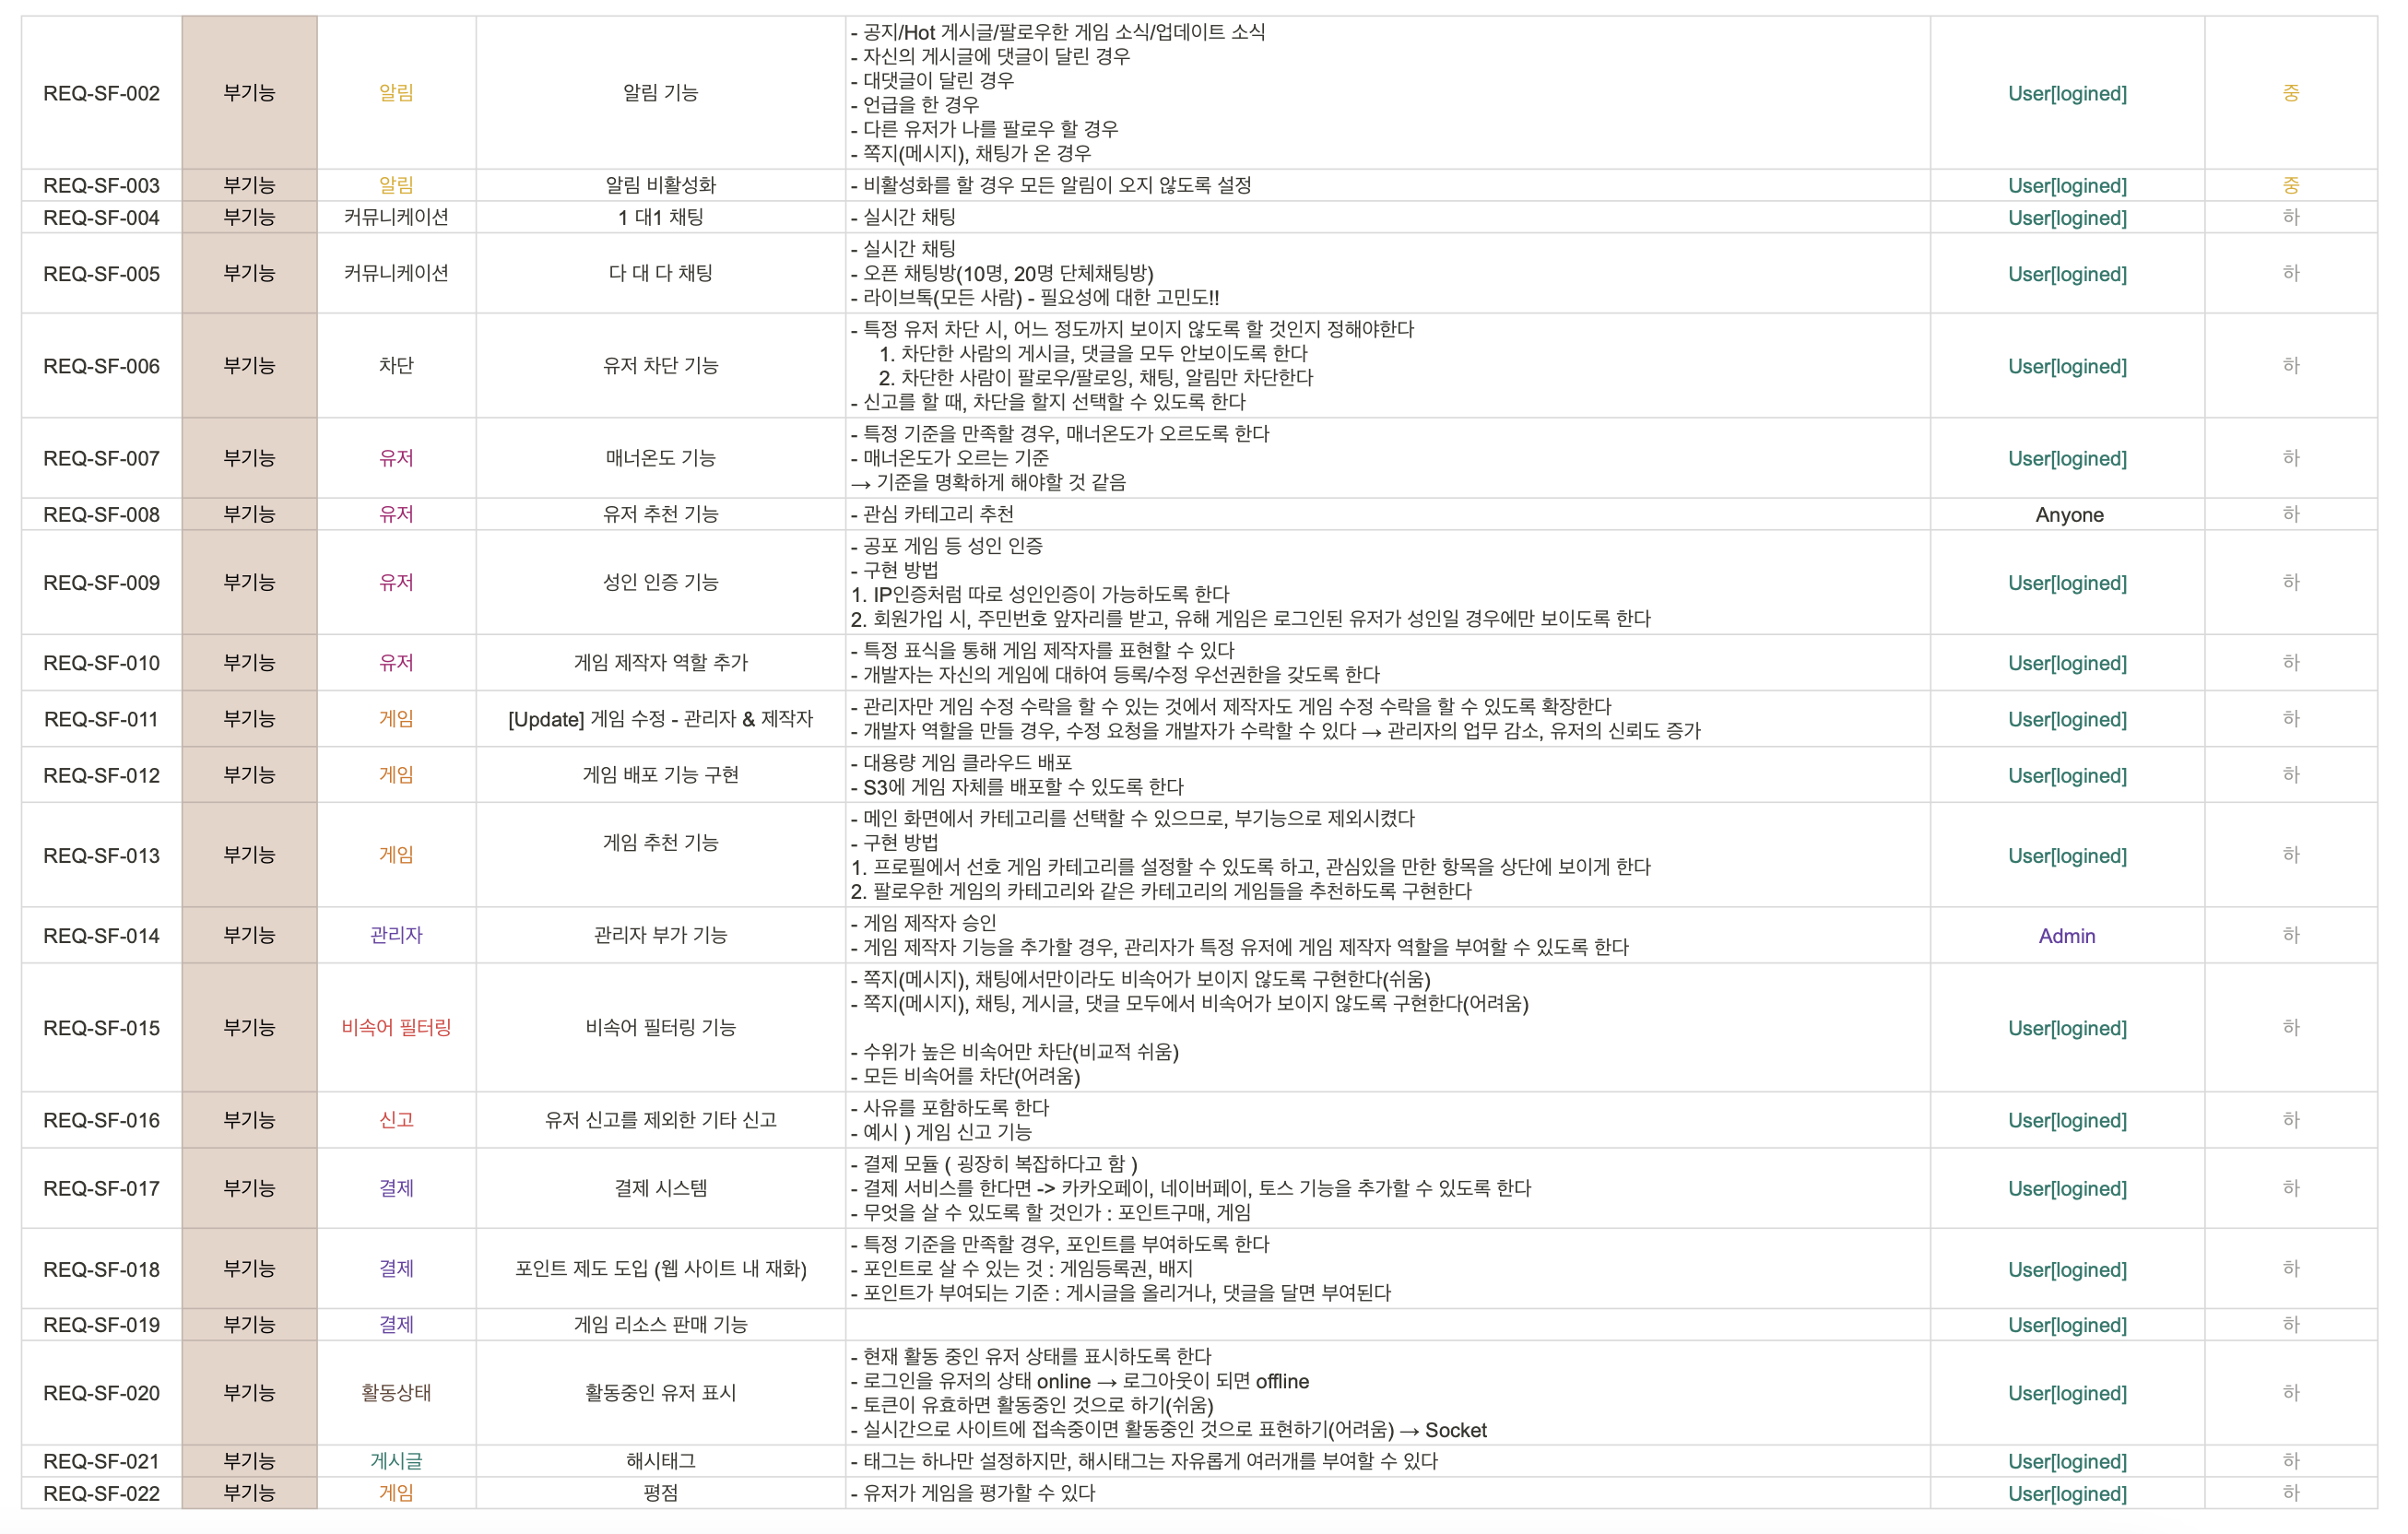 - 공지/Hot 게시글/팔로우한 게임 소식/업데이트 소식
- 자신의 게시글에 댓글이 달린 경우
- 대댓글이 달린 경우
REQ-SF-002 부기능 알림 알림 기능 User[logined] 중
- 언급을 한 경우
- 다른 유저가 나를 팔로우 할 경우
- 쪽지(메시지), 채팅가 온 경우
REQ-SF-003 부기능 알림 알림 비활성화 - 비활성화를 할 경우 모든 알림이 오지 않도록 설정 User[logined] 중
REQ-SF-004 부기능 커뮤니케이션 1 대1 채팅 - 실시간 채팅 User[logined] 하
- 실시간 채팅
REQ-SF-005 부기능 커뮤니케이션 다 대 다 채팅 - 오픈 채팅방(10명, 20명 단체채팅방) User[logined] 하
- 라이브톡(모든 사람) - 필요성에 대한 고민도!!
- 특정 유저 차단 시, 어느 정도까지 보이지 않도록 할 것인지 정해야한다
1. 차단한 사람의 게시글, 댓글을 모두 안보이도록 한다
REQ-SF-006 부기능 차단 유저 차단 기능 User[logined] 하
2. 차단한 사람이 팔로우/팔로잉, 채팅, 알림만 차단한다
- 신고를 할 때, 차단을 할지 선택할 수 있도록 한다
- 특정 기준을 만족할 경우, 매너온도가 오르도록 한다
REQ-SF-007 부기능 유저 매너온도 기능 - 매너온도가 오르는 기준 User[logined] 하
→ 기준을 명확하게 해야할 것 같음
REQ-SF-008 부기능 유저 유저 추천 기능 - 관심 카테고리 추천 Anyone 하
- 공포 게임 등 성인 인증
- 구현 방법
REQ-SF-009 부기능 유저 성인 인증 기능 User[logined] 하
1. IP인증처럼 따로 성인인증이 가능하도록 한다
2. 회원가입 시, 주민번호 앞자리를 받고, 유해 게임은 로그인된 유저가 성인일 경우에만 보이도록 한다
- 특정 표식을 통해 게임 제작자를 표현할 수 있다
REQ-SF-010 부기능 유저 게임 제작자 역할 추가 User[logined] 하
- 개발자는 자신의 게임에 대하여 등록/수정 우선권한을 갖도록 한다
- 관리자만 게임 수정 수락을 할 수 있는 것에서 제작자도 게임 수정 수락을 할 수 있도록 확장한다
REQ-SF-011 부기능 게임 [Update] 게임 수정 - 관리자 & 제작자 User[logined] 하
- 개발자 역할을 만들 경우, 수정 요청을 개발자가 수락할 수 있다 → 관리자의 업무 감소, 유저의 신뢰도 증가
- 대용량 게임 클라우드 배포
REQ-SF-012 부기능 게임 게임 배포 기능 구현 User[logined] 하
- S3에 게임 자체를 배포할 수 있도록 한다
- 메인 화면에서 카테고리를 선택할 수 있으므로, 부기능으로 제외시켰다
게임 추천 기능 - 구현 방법
REQ-SF-013 부기능 게임 User[logined] 하
1. 프로필에서 선호 게임 카테고리를 설정할 수 있도록 하고, 관심있을 만한 항목을 상단에 보이게 한다
2. 팔로우한 게임의 카테고리와 같은 카테고리의 게임들을 추천하도록 구현한다
- 게임 제작자 승인
REQ-SF-014 부기능 관리자 관리자 부가 기능 Admin 하
- 게임 제작자 기능을 추가할 경우, 관리자가 특정 유저에 게임 제작자 역할을 부여할 수 있도록 한다
- 쪽지(메시지), 채팅에서만이라도 비속어가 보이지 않도록 구현한다(쉬움)
- 쪽지(메시지), 채팅, 게시글, 댓글 모두에서 비속어가 보이지 않도록 구현한다(어려움)
REQ-SF-015 부기능 비속어 필터링 비속어 필터링 기능 User[logined] 하
- 수위가 높은 비속어만 차단(비교적 쉬움)
- 모든 비속어를 차단(어려움)
- 사유를 포함하도록 한다
REQ-SF-016 부기능 신고 유저 신고를 제외한 기타 신고 User[logined] 하
- 예시 ) 게임 신고 기능
- 결제 모듈 ( 굉장히 복잡하다고 함 )
REQ-SF-017 부기능 결제 결제 시스템 - 결제 서비스를 한다면 -> 카카오페이, 네이버페이, 토스 기능을 추가할 수 있도록 한다 User[logined] 하
- 무엇을 살 수 있도록 할 것인가 : 포인트구매, 게임
- 특정 기준을 만족할 경우, 포인트를 부여하도록 한다
REQ-SF-018 부기능 결제 포인트 제도 도입 (웹 사이트 내 재화) - 포인트로 살 수 있는 것 : 게임등록권, 배지 User[logined] 하
- 포인트가 부여되는 기준 : 게시글을 올리거나, 댓글을 달면 부여된다
REQ-SF-019 부기능 결제 게임 리소스 판매 기능 User[logined] 하
- 현재 활동 중인 유저 상태를 표시하도록 한다
- 로그인을 유저의 상태 online → 로그아웃이 되면 offline
REQ-SF-020 부기능 활동상태 활동중인 유저 표시 User[logined] 하
- 토큰이 유효하면 활동중인 것으로 하기(쉬움)
- 실시간으로 사이트에 접속중이면 활동중인 것으로 표현하기(어려움) → Socket
REQ-SF-021 부기능 게시글 해시태그 - 태그는 하나만 설정하지만, 해시태그는 자유롭게 여러개를 부여할 수 있다 User[logined] 하
REQ-SF-022 부기능 게임 평점 - 유저가 게임을 평가할 수 있다 User[logined] 하